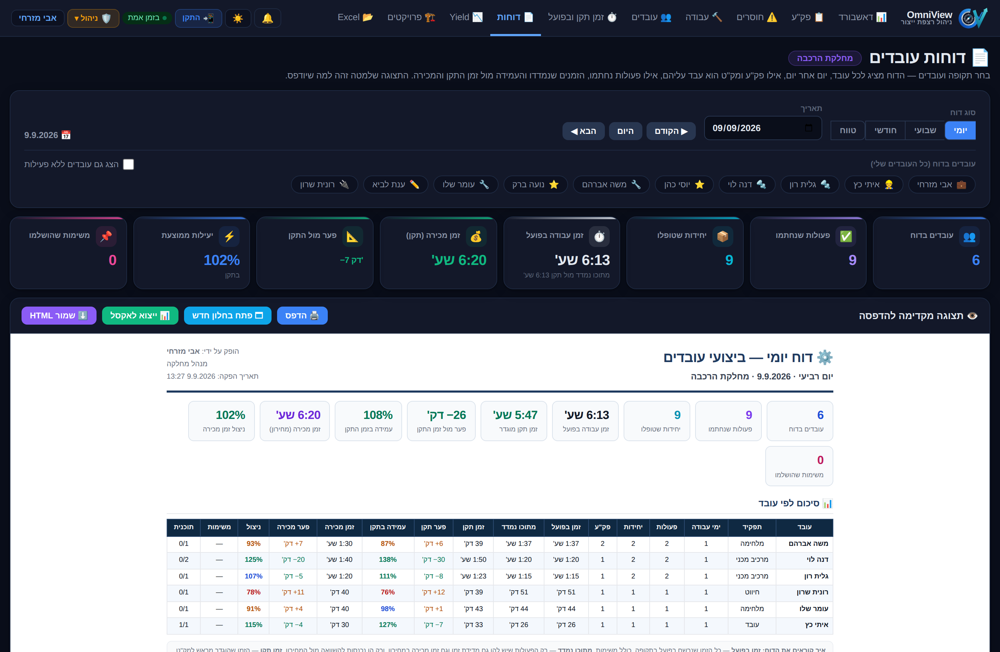 OmniView
ניהול רצפת ייצור
דאשבורד
פק"ע
חוסרים
עבודה
עובדים
זמן תקן ובפועל
דוחות
Yield
פרויקטים
Excel
התקן
בזמן אמת
ניהול ▾
אבי מזרחי
דוחות עובדים
מחלקת הרכבה
בחר תקופה ועובדים — הדוח מציג לכל עובד, יום אחר יום, אילו פק"ע ומק"ט הוא עבד עליהם, אילו פעולות נחתמו, הזמנים שנמדדו והעמידה מול זמן התקן והמכירה. התצוגה שלמטה זהה למה שיודפס.
סוג דוח
תאריך
יומי
שבועי
חודשי
טווח
09/09/2026
▶ הקודם
היום
הבא ◀
9.9.2026
עובדים בדוח (כל העובדים שלי)
הצג גם עובדים ללא פעילות
אבי מזרחי
איתי כץ
גלית רון
דנה לוי
יוסי כהן
משה אברהם
נועה ברק
עומר שלו
ענת לביא
רונית שרון
עובדים בדוח
6
פעולות שנחתמו
9
יחידות שטופלו
9
זמן עבודה בפועל
6:13 שע'
מתוכו נמדד מול תקן 6:13 שע'
זמן מכירה (תקן)
6:20 שע'
פער מול התקן
−7 דק'
יעילות ממוצעת
102%
בתקן
משימות שהושלמו
0
תצוגה מקדימה להדפסה
הדפס
פתח בחלון חדש
ייצוא לאקסל
שמור HTML
דוח יומי — ביצועי עובדים
יום רביעי · 9.9.2026 · מחלקת הרכבה
הופק על ידי: אבי מזרחי
מנהל מחלקה
תאריך הפקה: 9.9.2026 13:27
6
עובדים בדוח
9
פעולות שנחתמו
9
יחידות שטופלו
6:13 שע'
זמן עבודה בפועל
5:47 שע'
זמן תקן מוגדר
−26 דק'
פער מול זמן התקן
108%
עמידה בזמן התקן
6:20 שע'
זמן מכירה (מחירון)
102%
ניצול זמן מכירה
0
משימות שהושלמו
סיכום לפי עובד
עובד תפקיד ימי עבודה פעולות יחידות פק"ע זמן בפועל מתוכו נמדד זמן תקן פער תקן עמידה בתקן זמן מכירה פער מכירה ניצול משימות תוכנית
משה אברהם מלחימה 1 2 2 2 1:37 שע' 1:37 שע' 39 דק' +6 דק' 87% 1:30 שע' +7 דק' 93% — 0/1
דנה לוי מרכיב מכני 1 2 2 1 1:20 שע' 1:20 שע' 1:50 שע' −30 דק' 138% 1:40 שע' −20 דק' 125% — 0/2
גלית רון מרכיב מכני 1 2 2 1 1:15 שע' 1:15 שע' 1:23 שע' −8 דק' 111% 1:20 שע' −5 דק' 107% — 0/1
רונית שרון חיווט 1 1 1 1 51 דק' 51 דק' 39 דק' +12 דק' 76% 40 דק' +11 דק' 78% — 0/1
עומר שלו מלחימה 1 1 1 1 44 דק' 44 דק' 43 דק' +1 דק' 98% 40 דק' +4 דק' 91% — 0/1
איתי כץ עובד 1 1 1 1 26 דק' 26 דק' 33 דק' −7 דק' 127% 30 דק' −4 דק' 115% — 1/1
איך קוראים את הדוח: זמן בפועל — כל הזמן שנרשם בפועל בתקופה, כולל משימות. מתוכו נמדד — רק הפעולות שיש להן גם מדידת זמן וגם זמן מכירה במחירון, ורק הן נכנסות להשוואה מול המחירון. זמן תקן — הזמן שהוגדר מראש למק"ט